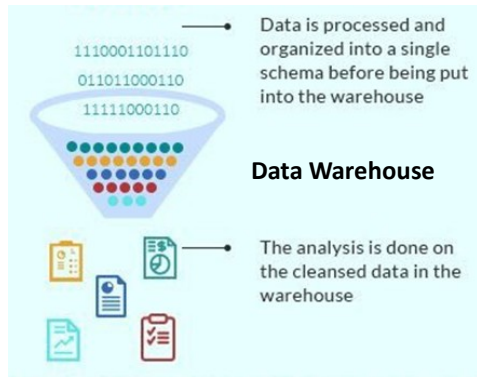 Data is processed and
organized into a single
schema before being put
into the warehouse
1110001101110
011011000110
11111000110
Data Warehouse
The analysis is done on
the cleansed data in the
warehouse